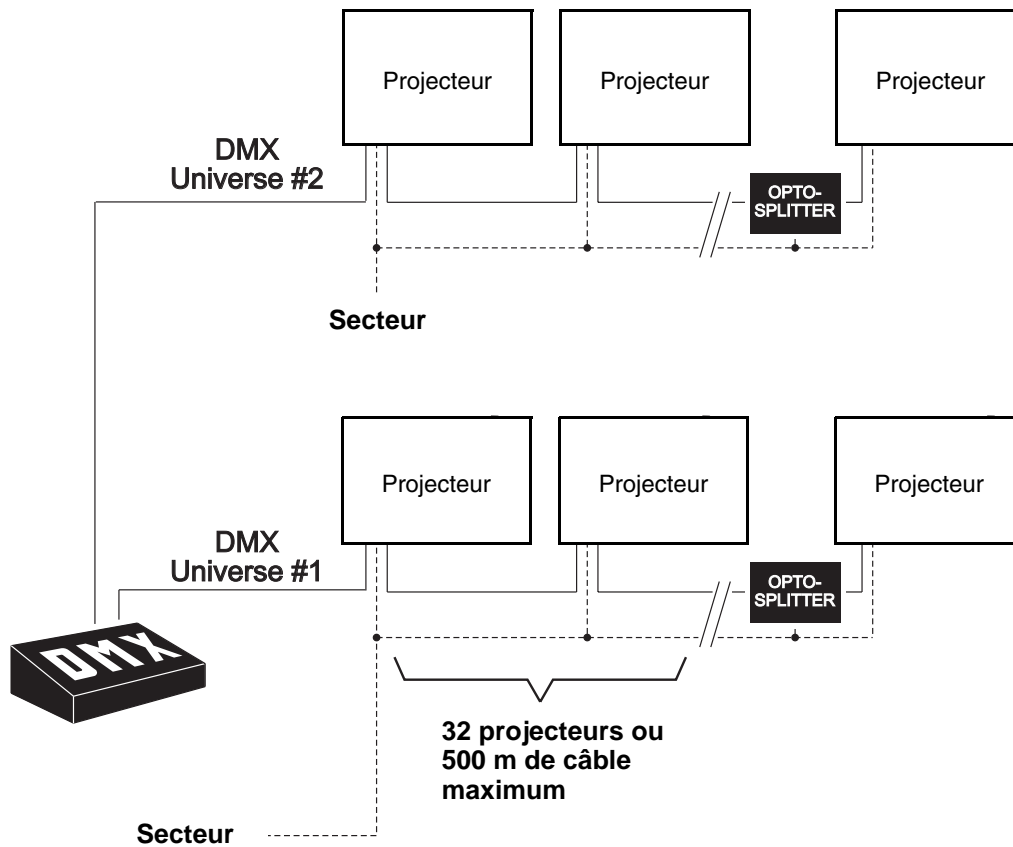 Projecteur
Projecteur
Projecteur
DMX
Universe #2
OPTO-
SPLITTER
Secteur
Projecteur
Projecteur
Projecteur
DMX
Universe #1
OPTO-
SPLITTER
DMX
32 projecteurs ou
500 m de câble
maximum
Secteur